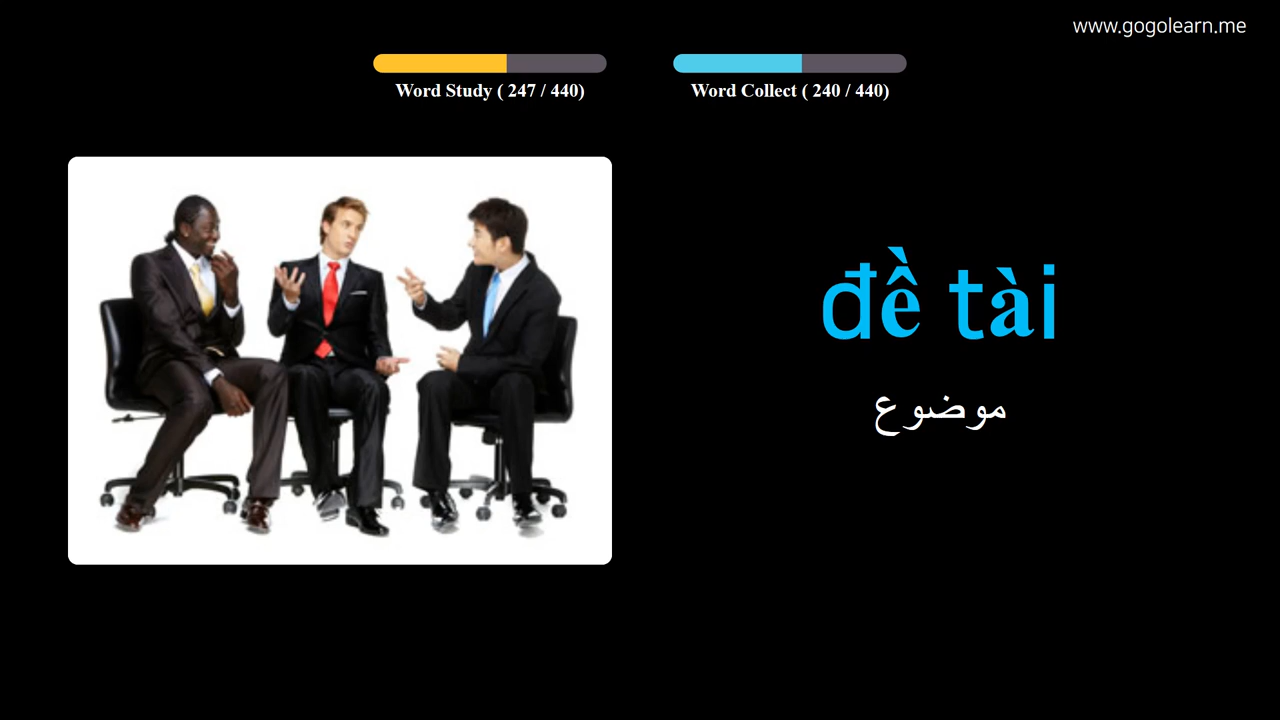 www.gogolearn.me
Word Study ( 247 / 440)
Word Collect ( 240 / 440)
đề tài
موضوع